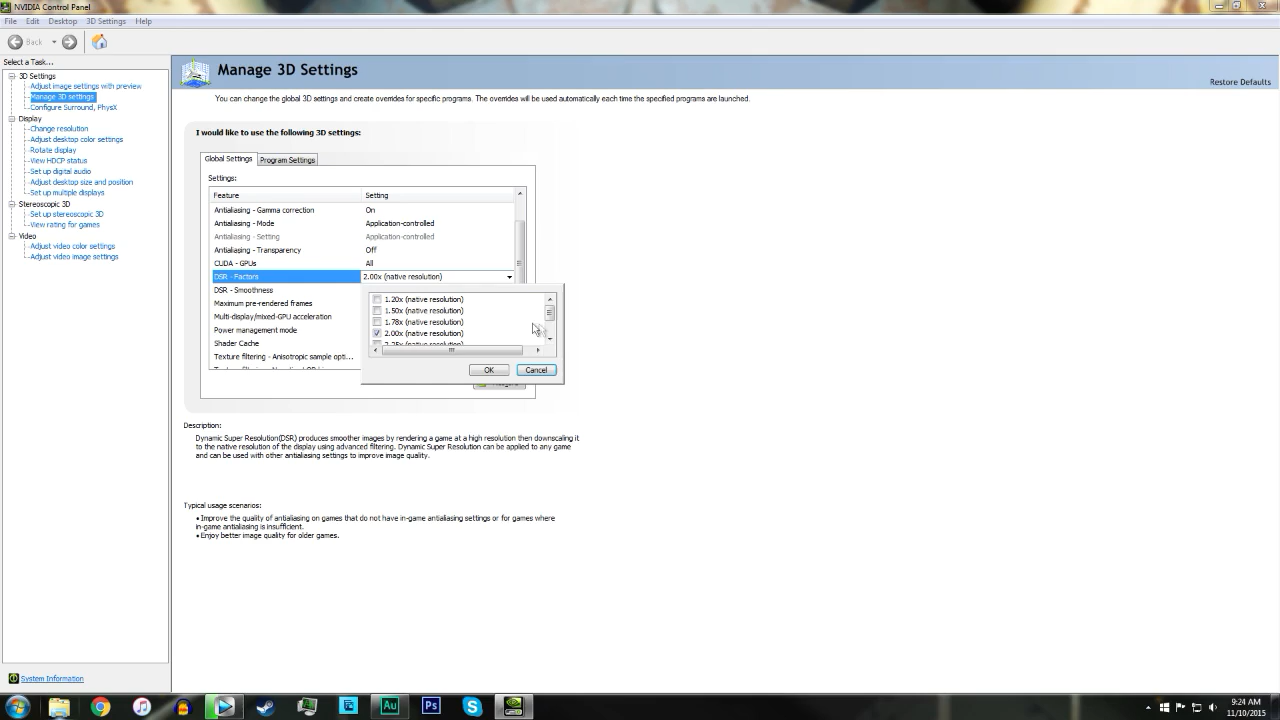 NVIDIA Control Panel
File Edit Desktop 3D Settings Help
Back
Select a Task...
3D Settings
Adjust image settings with preview
Manage 3D settings
Configure Surround, PhysX
Display
Change resolution
Adjust desktop color settings
Rotate display
View HDCP status
Set up digital audio
Adjust desktop size and position
Set up multiple displays
Stereoscopic 3D
Set up stereoscopic 3D
View rating for games
Video
Adjust video color settings
Adjust video image settings
System Information
Manage 3D Settings
Restore Defaults
You can change the global 3D settings and create overrides for specific programs. The overrides will be used automatically each time the specified programs are launched.
I would like to use the following 3D settings:
Global Settings Program Settings
Settings:
Feature Setting
Antialiasing - Gamma correction On
Antialiasing - Mode Application-controlled
Antialiasing - Setting Application-controlled
Antialiasing - Transparency Off
CUDA - GPUs All
DSR - Factors 2.00x (native resolution)
DSR - Smoothness
Maximum pre-rendered frames
Multi-display/mixed-GPU acceleration
Power management mode
Shader Cache
Texture filtering - Anisotropic sample opti...
1.20x (native resolution)
1.50x (native resolution)
1.78x (native resolution)
2.00x (native resolution)
2.25x (native resolution)
OK Cancel
Description:
Dynamic Super Resolution(DSR) produces smoother images by rendering a game at a high resolution then downscaling it
to the native resolution of the display using advanced filtering. Dynamic Super Resolution can be applied to any game
and can be used with other antialiasing settings to improve image quality.
Typical usage scenarios:
• Improve the quality of antialiasing on games that do not have in-game antialiasing settings or for games where
in-game antialiasing is insufficient.
• Enjoy better image quality for older games.
Au
Ps
9:24 AM
11/10/2015